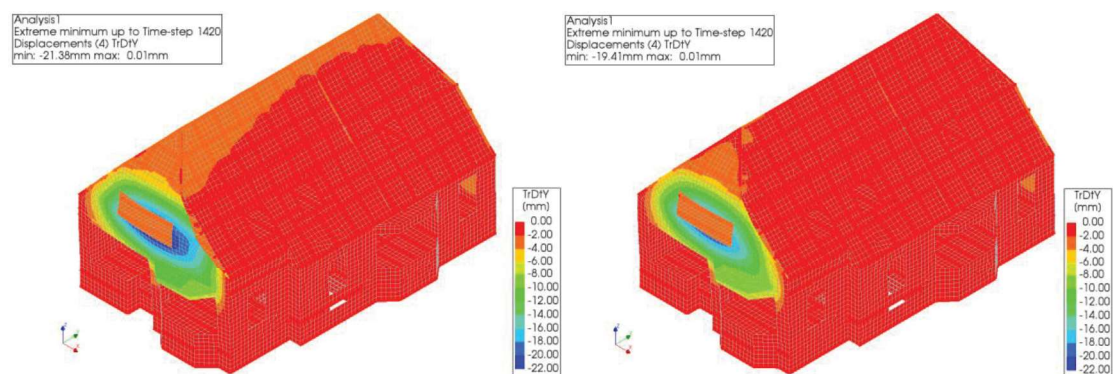 Analysis1
Extreme minimum up to Time-step 1420
Displacements (4) TrDtY
min: -21.38mm max: 0.01mm
TrDtY
(mm)
0.00
-2.00
-4.00
-6.00
-8.00
-10.00
-12.00
-14.00
-16.00
-18.00
-20.00
-22.00
Analysis1
Extreme minimum up to Time-step 1420
Displacements (4) TrDtY
min: -19.41mm max: 0.01mm
TrDtY
(mm)
0.00
-2.00
-4.00
-6.00
-8.00
-10.00
-12.00
-14.00
-16.00
-18.00
-20.00
-22.00